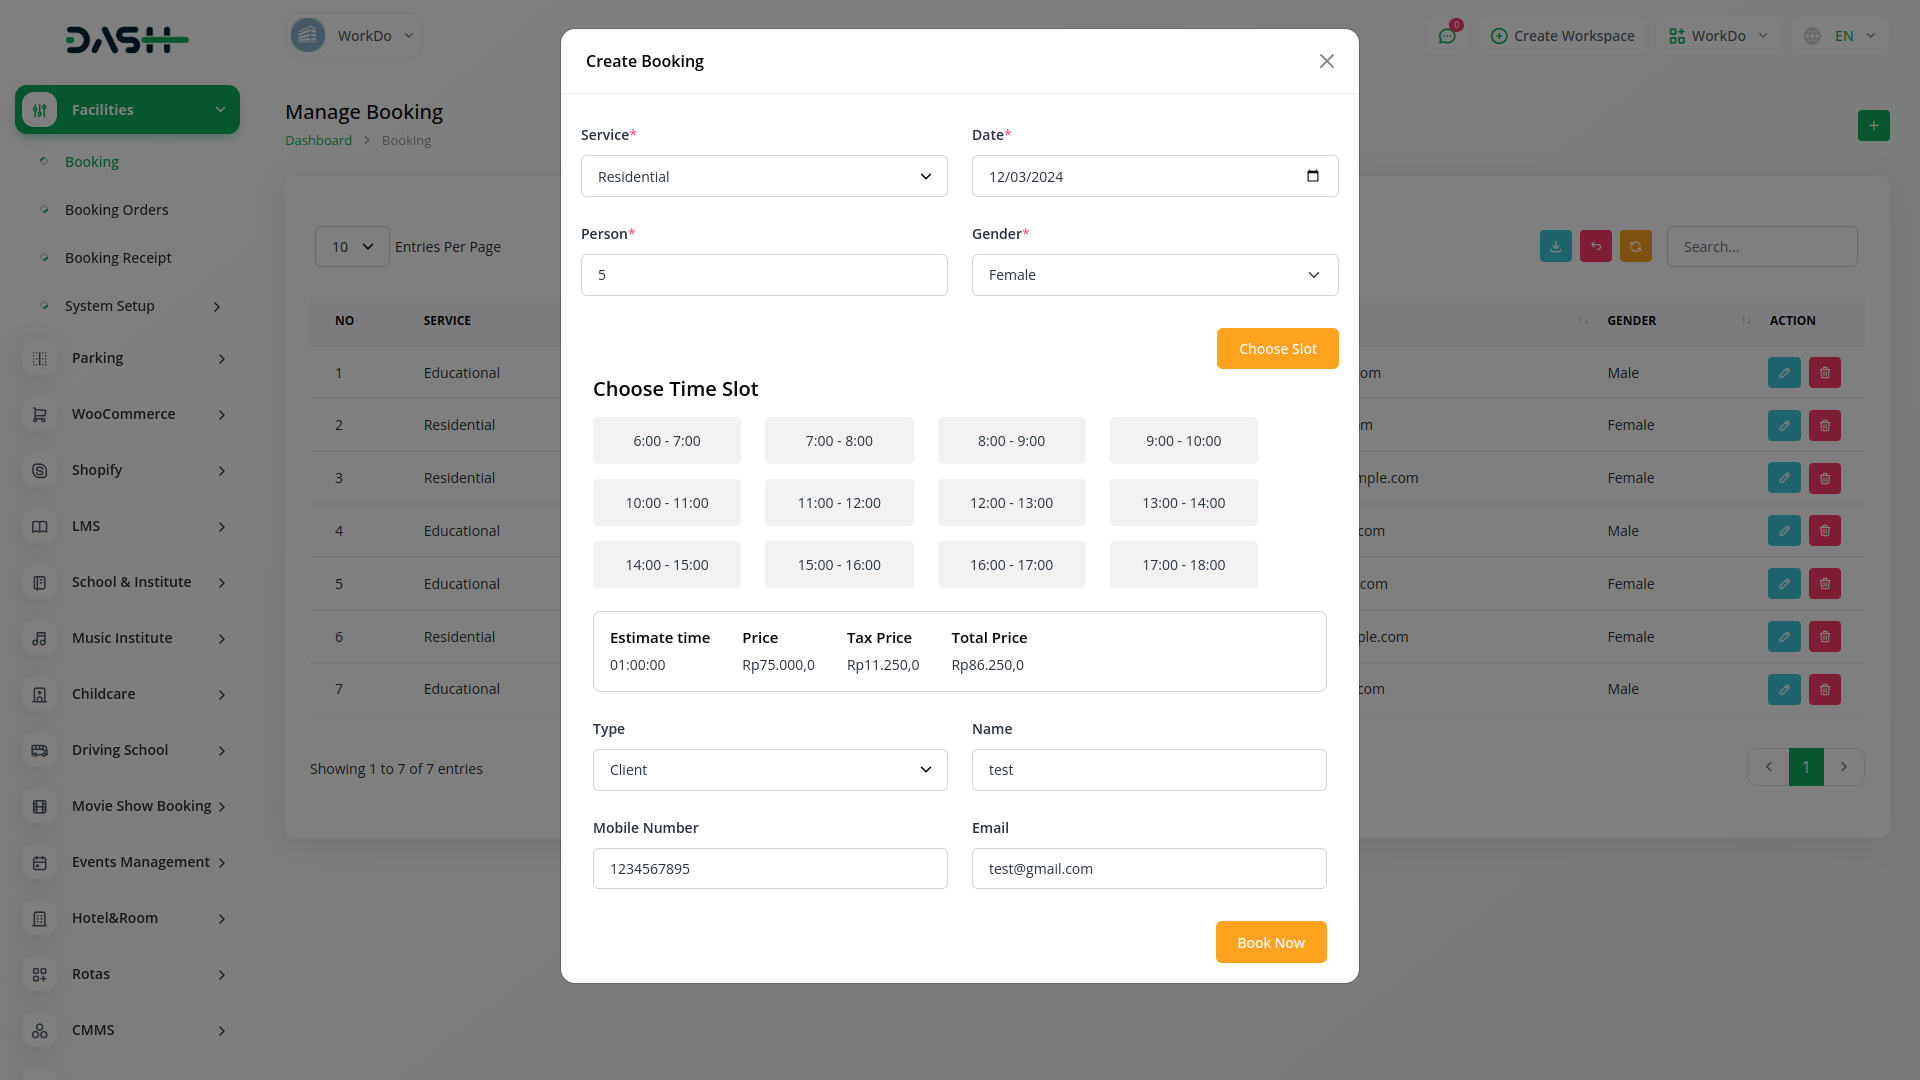 DASH
WorkDo
0
Create Workspace
WorkDo
EN
Facilities
Booking
Booking Orders
Booking Receipt
System Setup
Parking
WooCommerce
Shopify
LMS
School & Institute
Music Institute
Childcare
Driving School
Movie Show Booking
Events Management
Hotel&Room
Rotas
CMMS
Manage Booking
Dashboard > Booking
+
10 Entries Per Page
Search...
NO SERVICE GENDER ACTION
1 Educational om Male
2 Residential m Female
3 Residential mple.com Female
4 Educational com Male
5 Educational com Female
6 Residential ple.com Female
7 Educational com Male
Showing 1 to 7 of 7 entries
1
Create Booking
Service* Date*
Residential 12/03/2024
Person* Gender*
5 Female
Choose Slot
Choose Time Slot
6:00 - 7:00 7:00 - 8:00 8:00 - 9:00 9:00 - 10:00
10:00 - 11:00 11:00 - 12:00 12:00 - 13:00 13:00 - 14:00
14:00 - 15:00 15:00 - 16:00 16:00 - 17:00 17:00 - 18:00
Estimate time Price Tax Price Total Price
01:00:00 Rp75.000,0 Rp11.250,0 Rp86.250,0
Type Name
Client test
Mobile Number Email
1234567895 test@gmail.com
Book Now